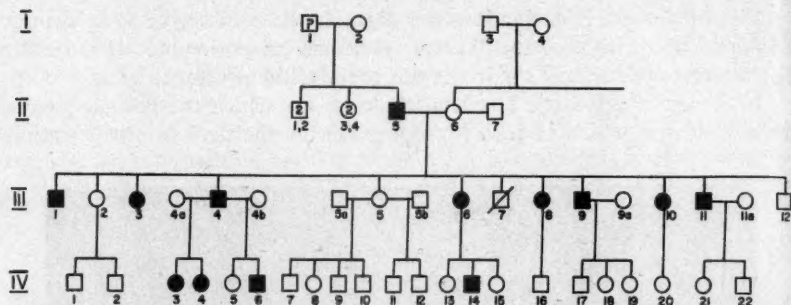 I
? 1 2 3 4
II
2 1,2 2 3,4 5 6 7
III
1 2 3 4a 4 4b 5a 5 5b 6 7 8 9 9a 10 11 11a 12
IV
1 2 3 4 5 6 7 8 9 10 11 12 13 14 15 16 17 18 19 20 21 22